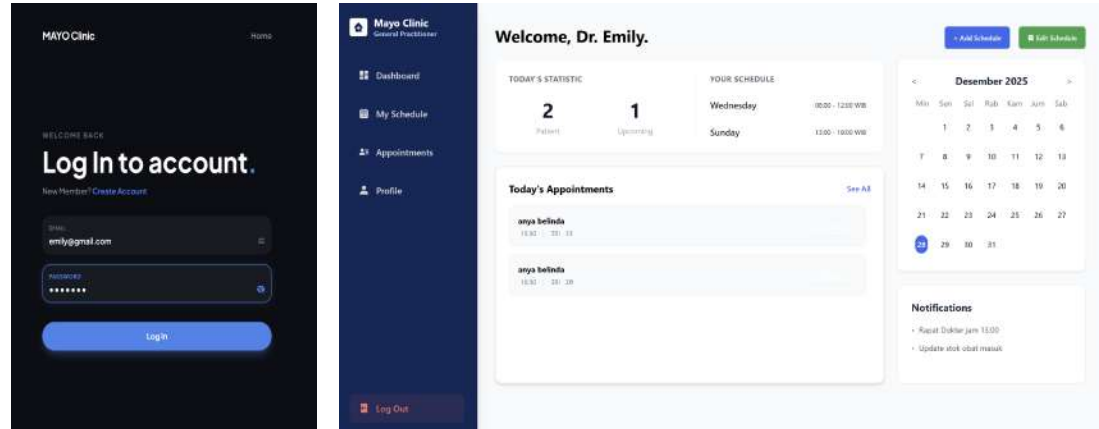 MAYO Clinic
Home
WELCOME BACK
Log In to account.
New Member? Create Account
EMAIL
emily@gmail.com
PASSWORD
Log In
Mayo Clinic
General Practitioner
Dashboard
My Schedule
Appointments
Profile
Log Out
Welcome, Dr. Emily.
+ Add Schedule
Edit Schedule
TODAY'S STATISTIC
2
Patient
1
Upcoming
YOUR SCHEDULE
Wednesday
08:00 - 12:00 WIB
Sunday
13:00 - 18:00 WIB
Today's Appointments
See All
anya belinda
anya belinda
< Desember 2025 >
Min Sen Sel Rab Kam Jum Sab
1 2 3 4 5 6
7 8 9 10 11 12 13
14 15 16 17 18 19 20
21 22 23 24 25 26 27
28 29 30 31
Notifications
• Rapat Dokter jam 15:00
• Update stok obat masuk